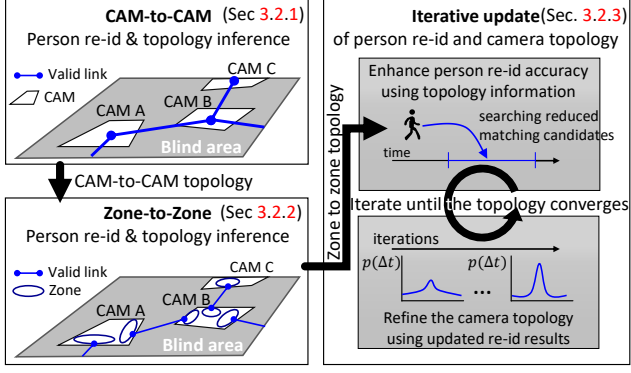 CAM-to-CAM (Sec 3.2.1)
Person re-id & topology inference
Valid link
CAM
CAM A
CAM B
CAM C
Blind area
CAM-to-CAM topology
Zone-to-Zone (Sec 3.2.2)
Person re-id & topology inference
Valid link
Zone
CAM A
CAM B
CAM C
Blind area
Zone to zone topology
Iterative update(Sec. 3.2.3)
of person re-id and camera topology
Enhance person re-id accuracy
using topology information
searching reduced
matching candidates
time
Iterate until the topology converges
iterations
p(Δt)
p(Δt)
...
Refine the camera topology
using updated re-id results